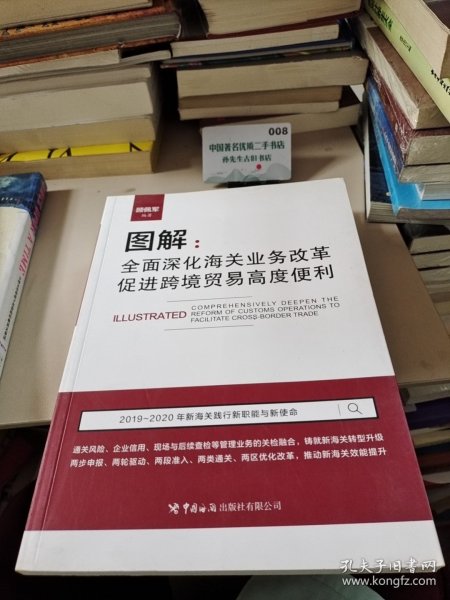 008
中国著名优质二手书店
孙先生古旧书店
顾佩军
编著
图解：
全面深化海关业务改革
促进跨境贸易高度便利
ILLUSTRATED
COMPREHENSIVELY DEEPEN THE
REFORM OF CUSTOMS OPERATIONS TO
FACILITATE CROSS-BORDER TRADE
2019~2020 年新海关践行新职能与新使命
通关风险、企业信用、现场与后续查检等管理业务的关检融合，铸就新海关转型升级
两步申报、两轮驱动、两段准入、两类通关、两区优化改革，推动新海关效能提升
中国海关出版社有限公司
孔夫子旧书网
www.kongfz.com